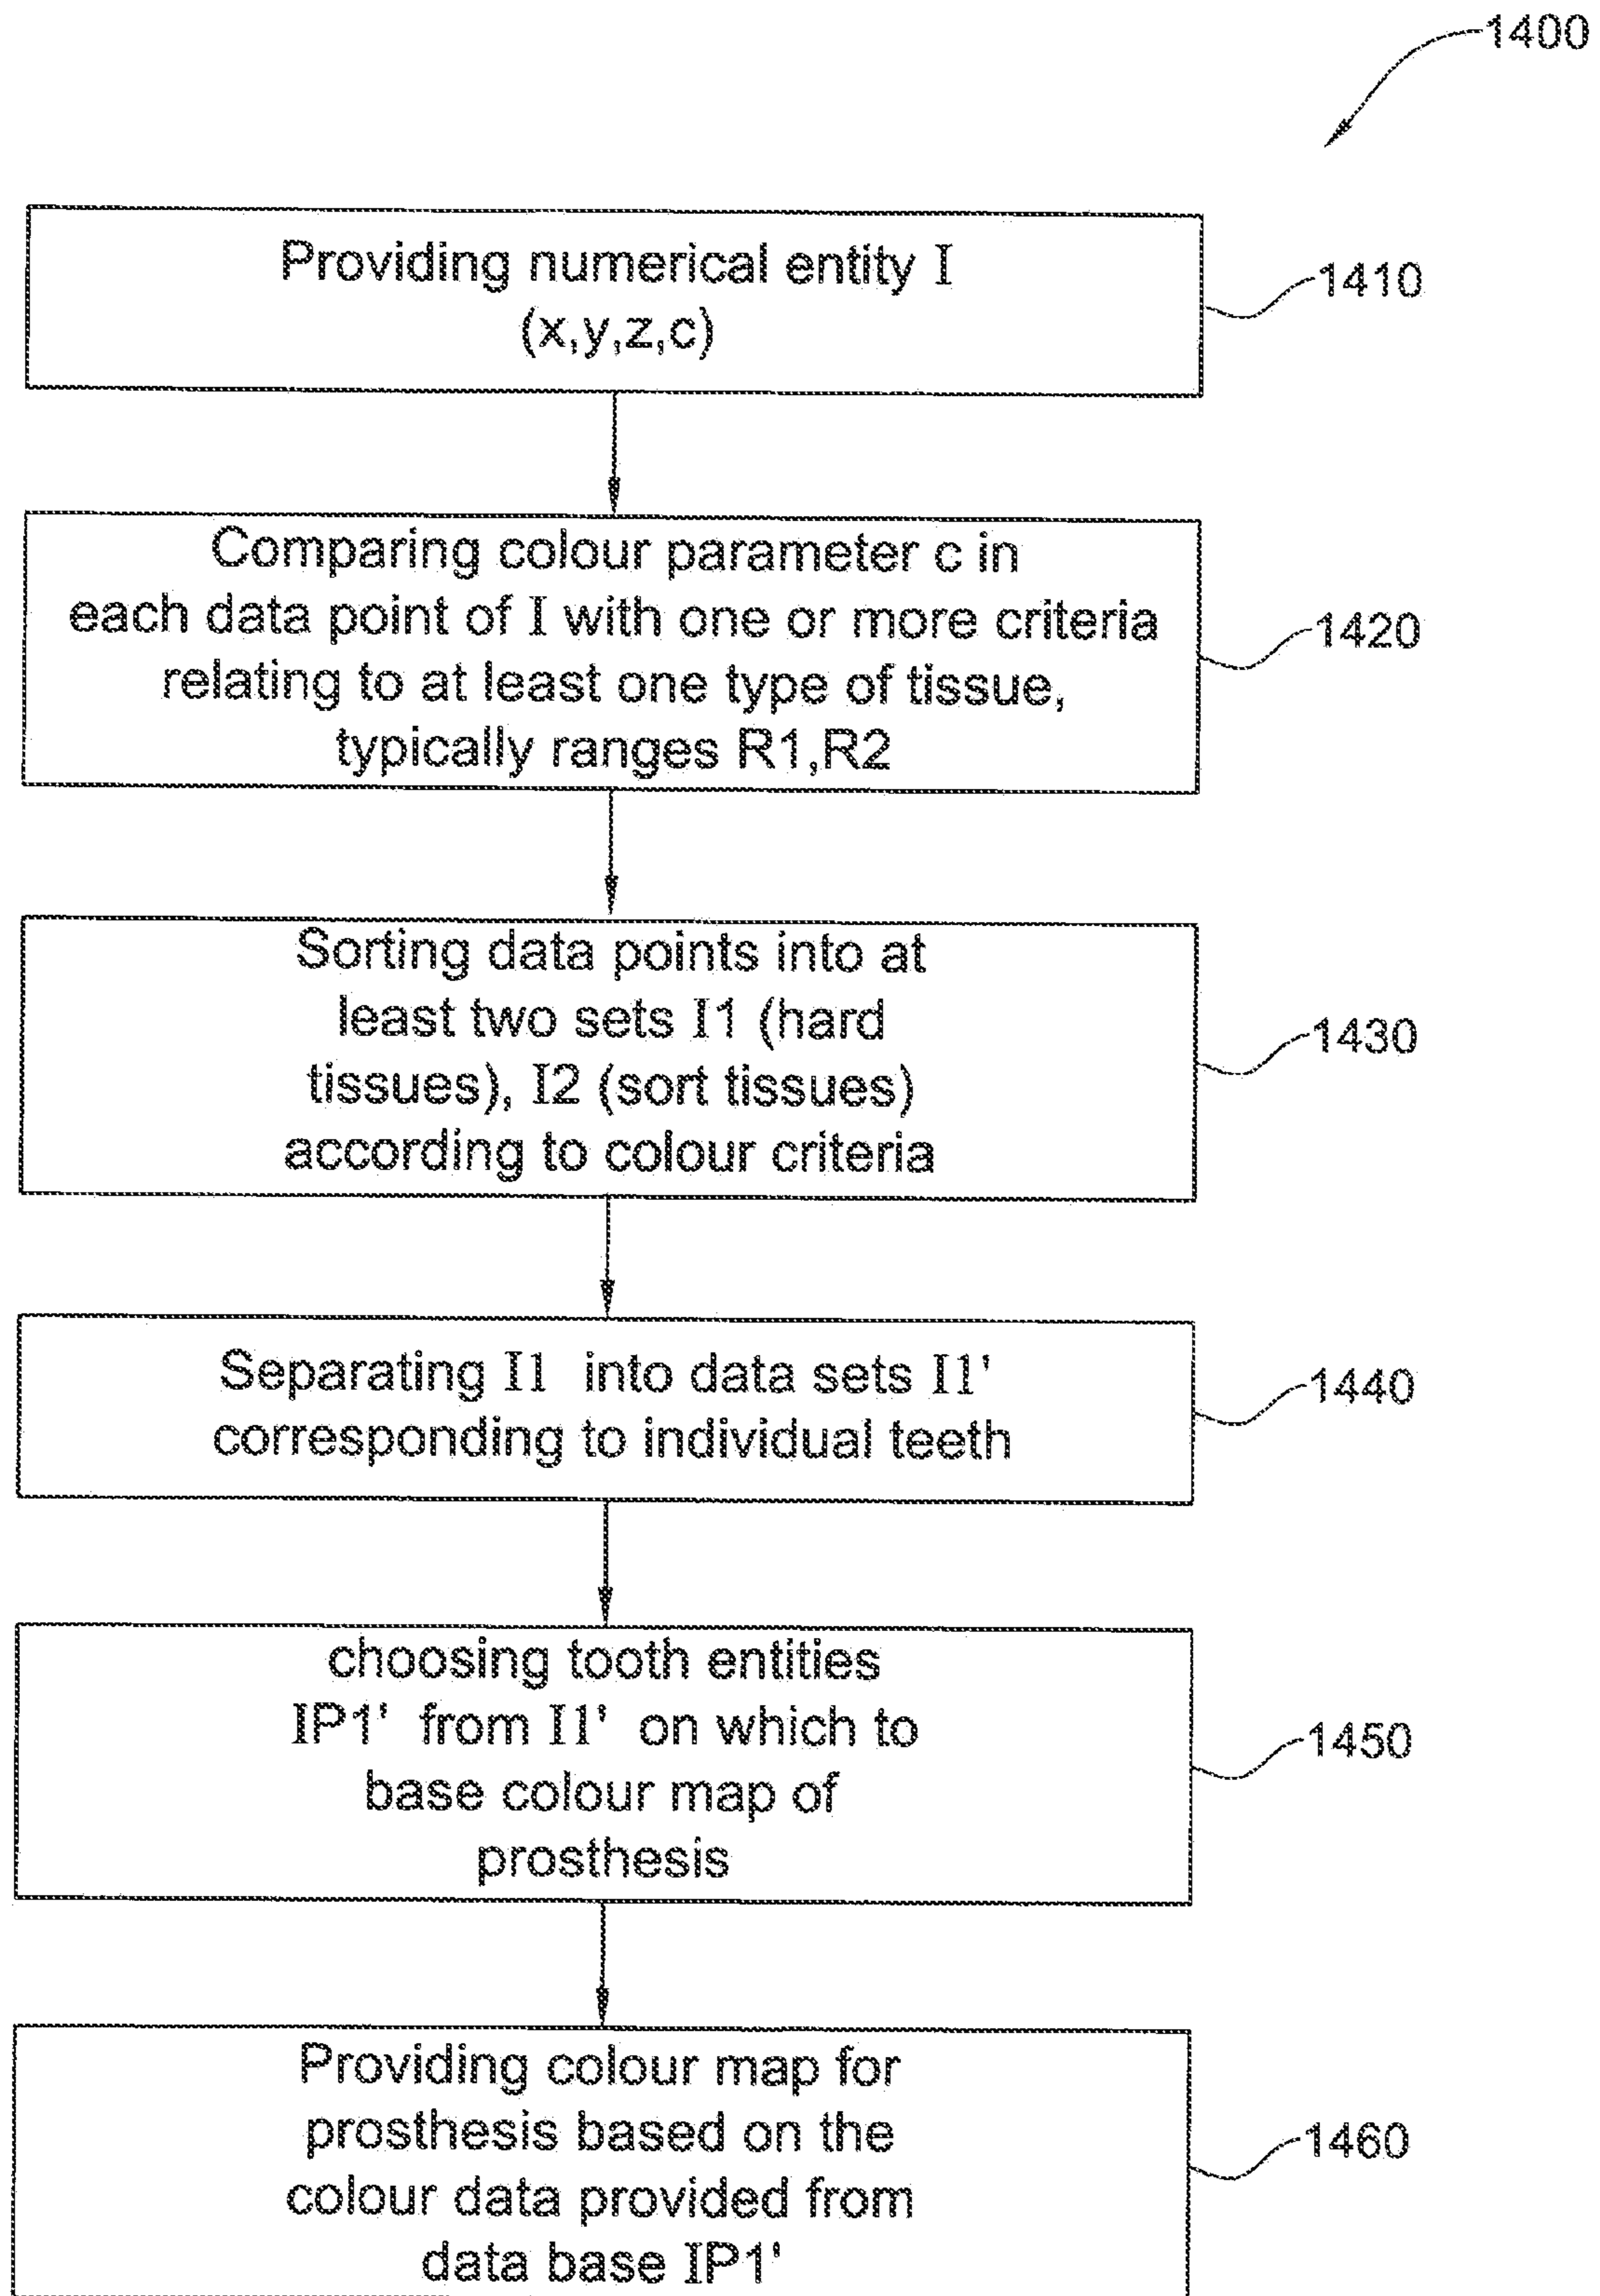 1400
Providing numerical entity I
(x,y,z,c)
1410
Comparing colour parameter c in
each data point of I with one or more criteria
relating to at least one type of tissue,
typically ranges R1,R2
1420
Sorting data points into at
least two sets I1 (hard
tissues), I2 (sort tissues)
according to colour criteria
1430
Separating I1 into data sets I1'
corresponding to individual teeth
1440
choosing tooth entities
IP1' from I1' on which to
base colour map of
prosthesis
1450
Providing colour map for
prosthesis based on the
colour data provided from
data base IP1'
1460